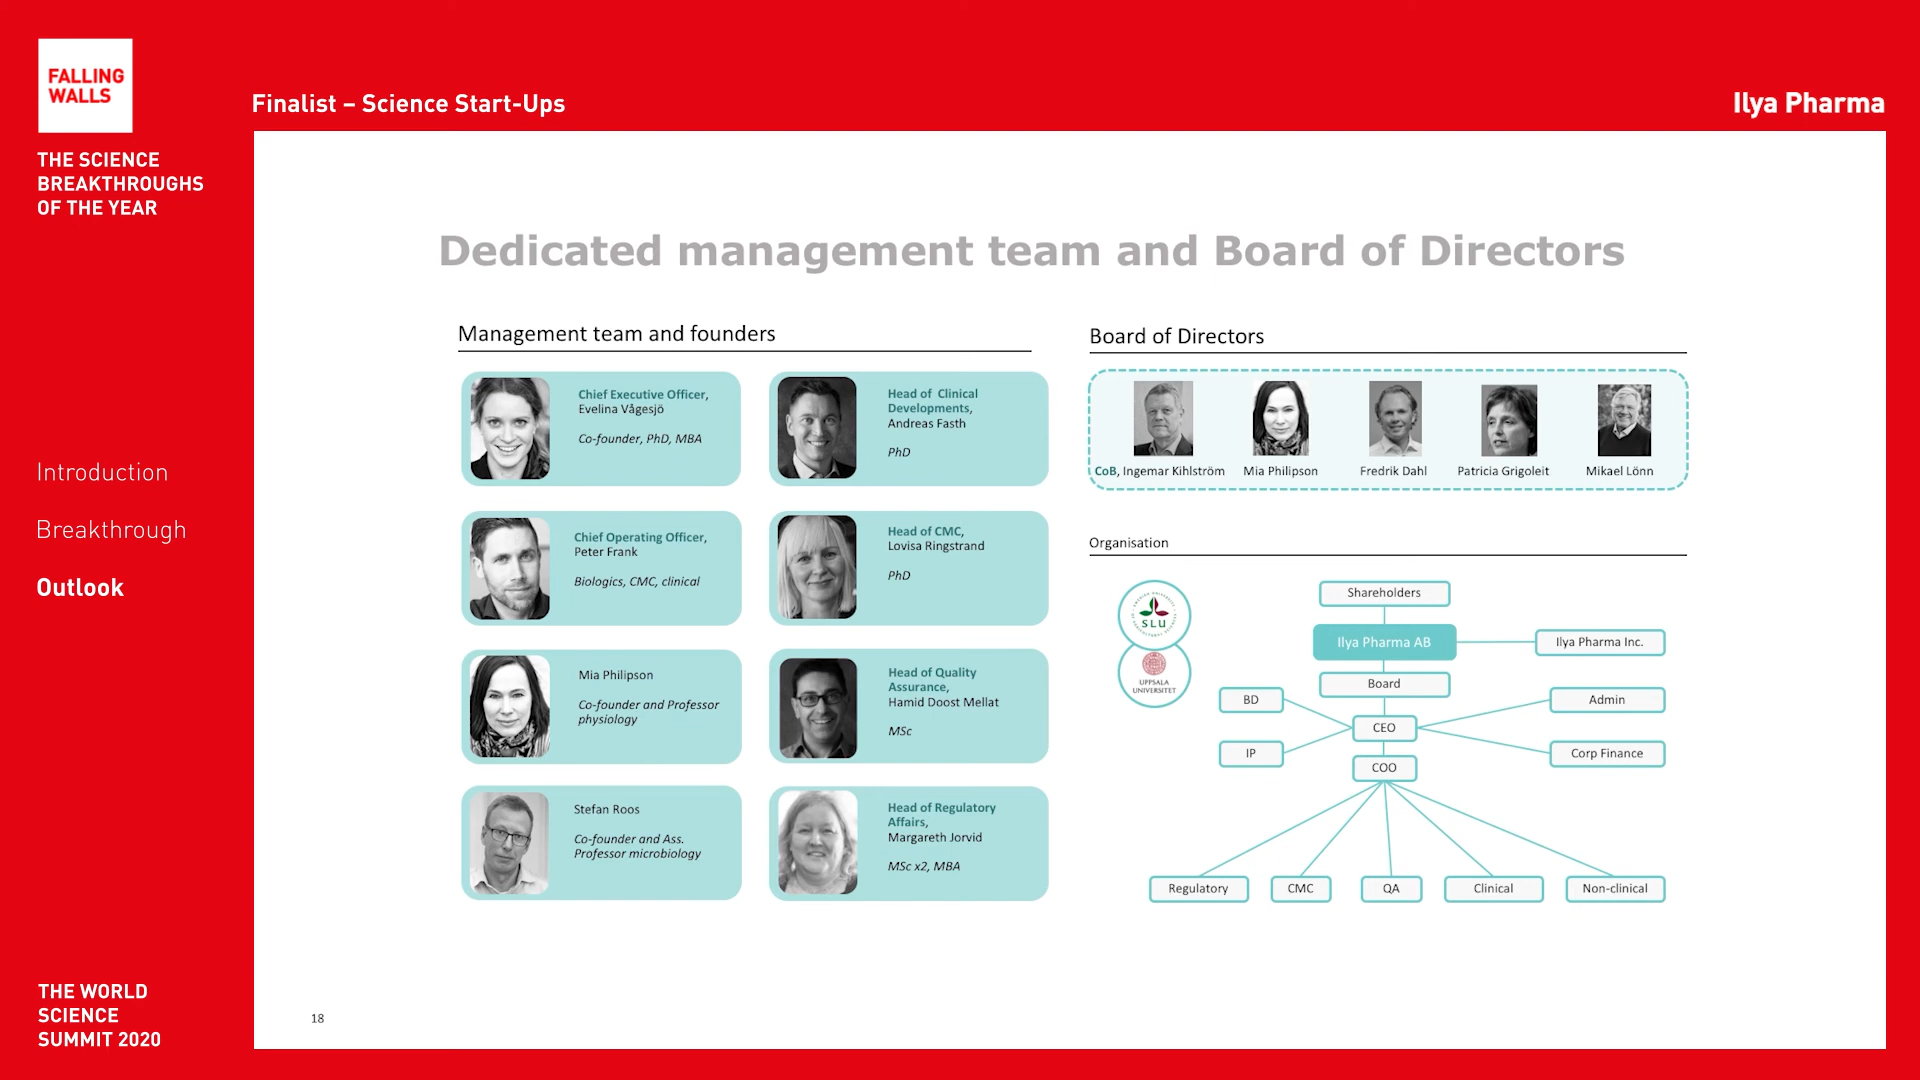 FALLING
WALLS
THE SCIENCE
BREAKTHROUGHS
OF THE YEAR
Finalist – Science Start-Ups
Ilya Pharma
Introduction
Breakthrough
Outlook
THE WORLD
SCIENCE
SUMMIT 2020
Dedicated management team and Board of Directors
Management team and founders
Chief Executive Officer,
Evelina Vågesjö
Co-founder, PhD, MBA
Head of Clinical
Developments,
Andreas Fasth
PhD
Chief Operating Officer,
Peter Frank
Biologics, CMC, clinical
Head of CMC,
Lovisa Ringstrand
PhD
Mia Philipson
Co-founder and Professor
physiology
Head of Quality
Assurance,
Hamid Doost Mellat
MSc
Stefan Roos
Co-founder and Ass.
Professor microbiology
Head of Regulatory
Affairs,
Margareth Jorvid
MSc x2, MBA
Board of Directors
CoB, Ingemar Kihlström
Mia Philipson
Fredrik Dahl
Patricia Grigoleit
Mikael Lönn
Organisation
SLU
UPPSALA
UNIVERSITET
Shareholders
Ilya Pharma AB
Ilya Pharma Inc.
Board
BD
Admin
CEO
IP
Corp Finance
COO
Regulatory
CMC
QA
Clinical
Non-clinical
18